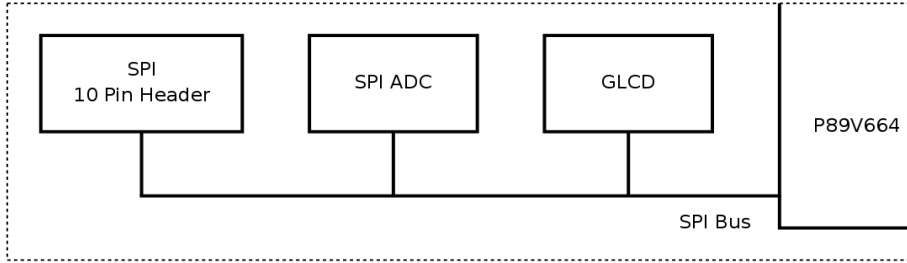 SPI
10 Pin Header
SPI ADC
GLCD
P89V664
SPI Bus